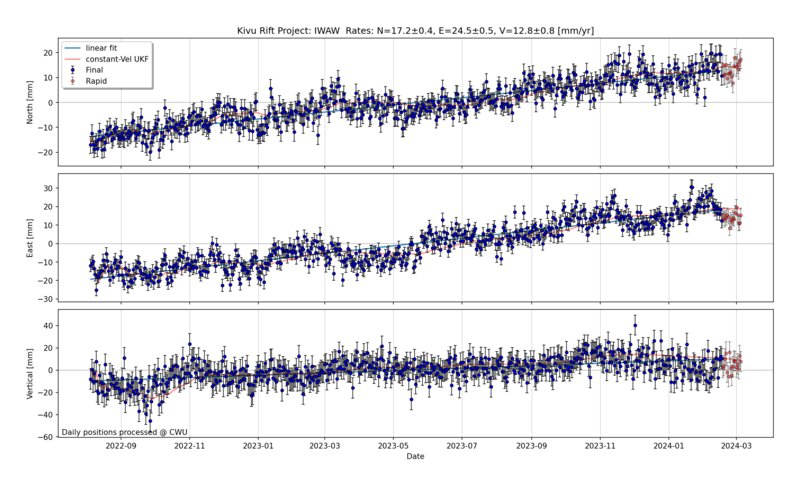 Kivu Rift Project: IWAW  Rates: N=17.2±0.4, E=24.5±0.5, V=12.8±0.8 [mm/yr]
linear fit
constant-Vel UKF
Final
Rapid
North [mm]
20
10
0
−10
−20
East [mm]
30
20
10
0
−10
−20
−30
Vertical [mm]
40
20
0
−20
−40
−60
Daily positions processed @ CWU
2022-09
2022-11
2023-01
2023-03
2023-05
2023-07
2023-09
2023-11
2024-01
2024-03
Date